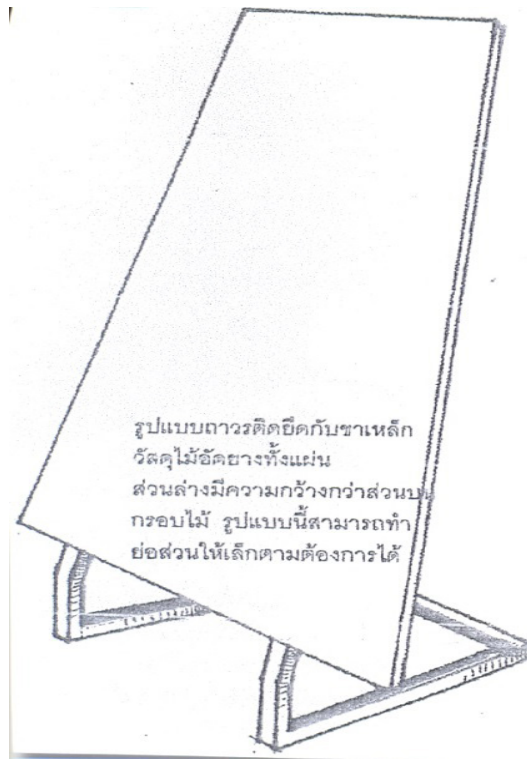 รูปแบบถาวรติดยึดกับขาเหล็ก
วัสดุไม้อัดยางทั้งแผ่น
ส่วนล่างมีความกว้างกว่าส่วนบน
กรอบไม้ รูปแบบนี้สามารถทำ
ย่อส่วนให้เล็กตามต้องการได้